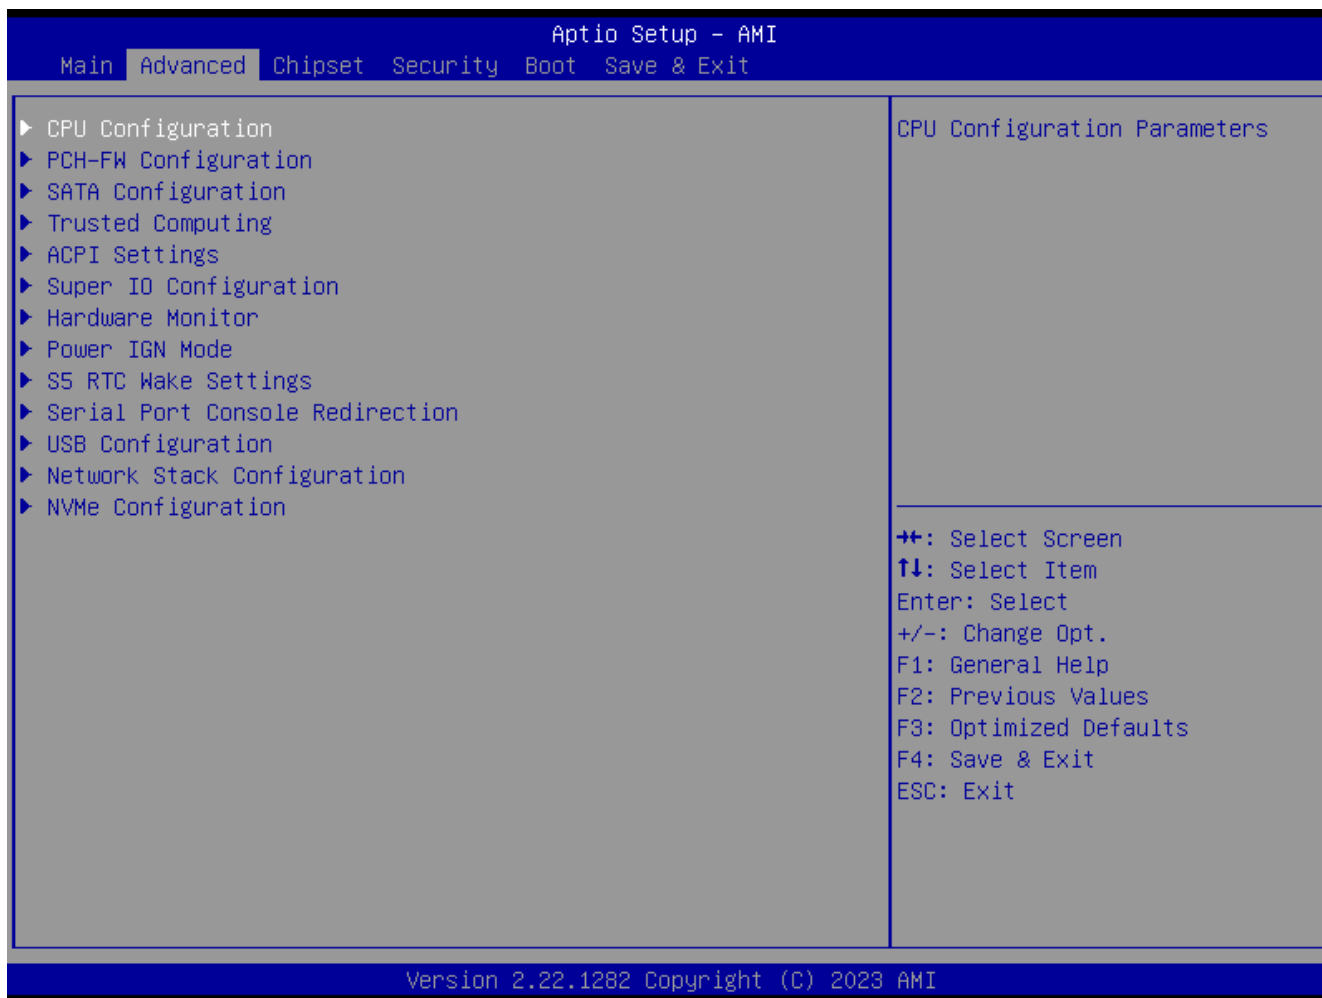 Aptio Setup – AMI
Main Advanced Chipset Security Boot Save & Exit
CPU Configuration
PCH-FW Configuration
SATA Configuration
Trusted Computing
ACPI Settings
Super IO Configuration
Hardware Monitor
Power IGN Mode
S5 RTC Wake Settings
Serial Port Console Redirection
USB Configuration
Network Stack Configuration
NVMe Configuration
CPU Configuration Parameters
→←: Select Screen
↑↓: Select Item
Enter: Select
+/-: Change Opt.
F1: General Help
F2: Previous Values
F3: Optimized Defaults
F4: Save & Exit
ESC: Exit
Version 2.22.1282 Copyright (C) 2023 AMI